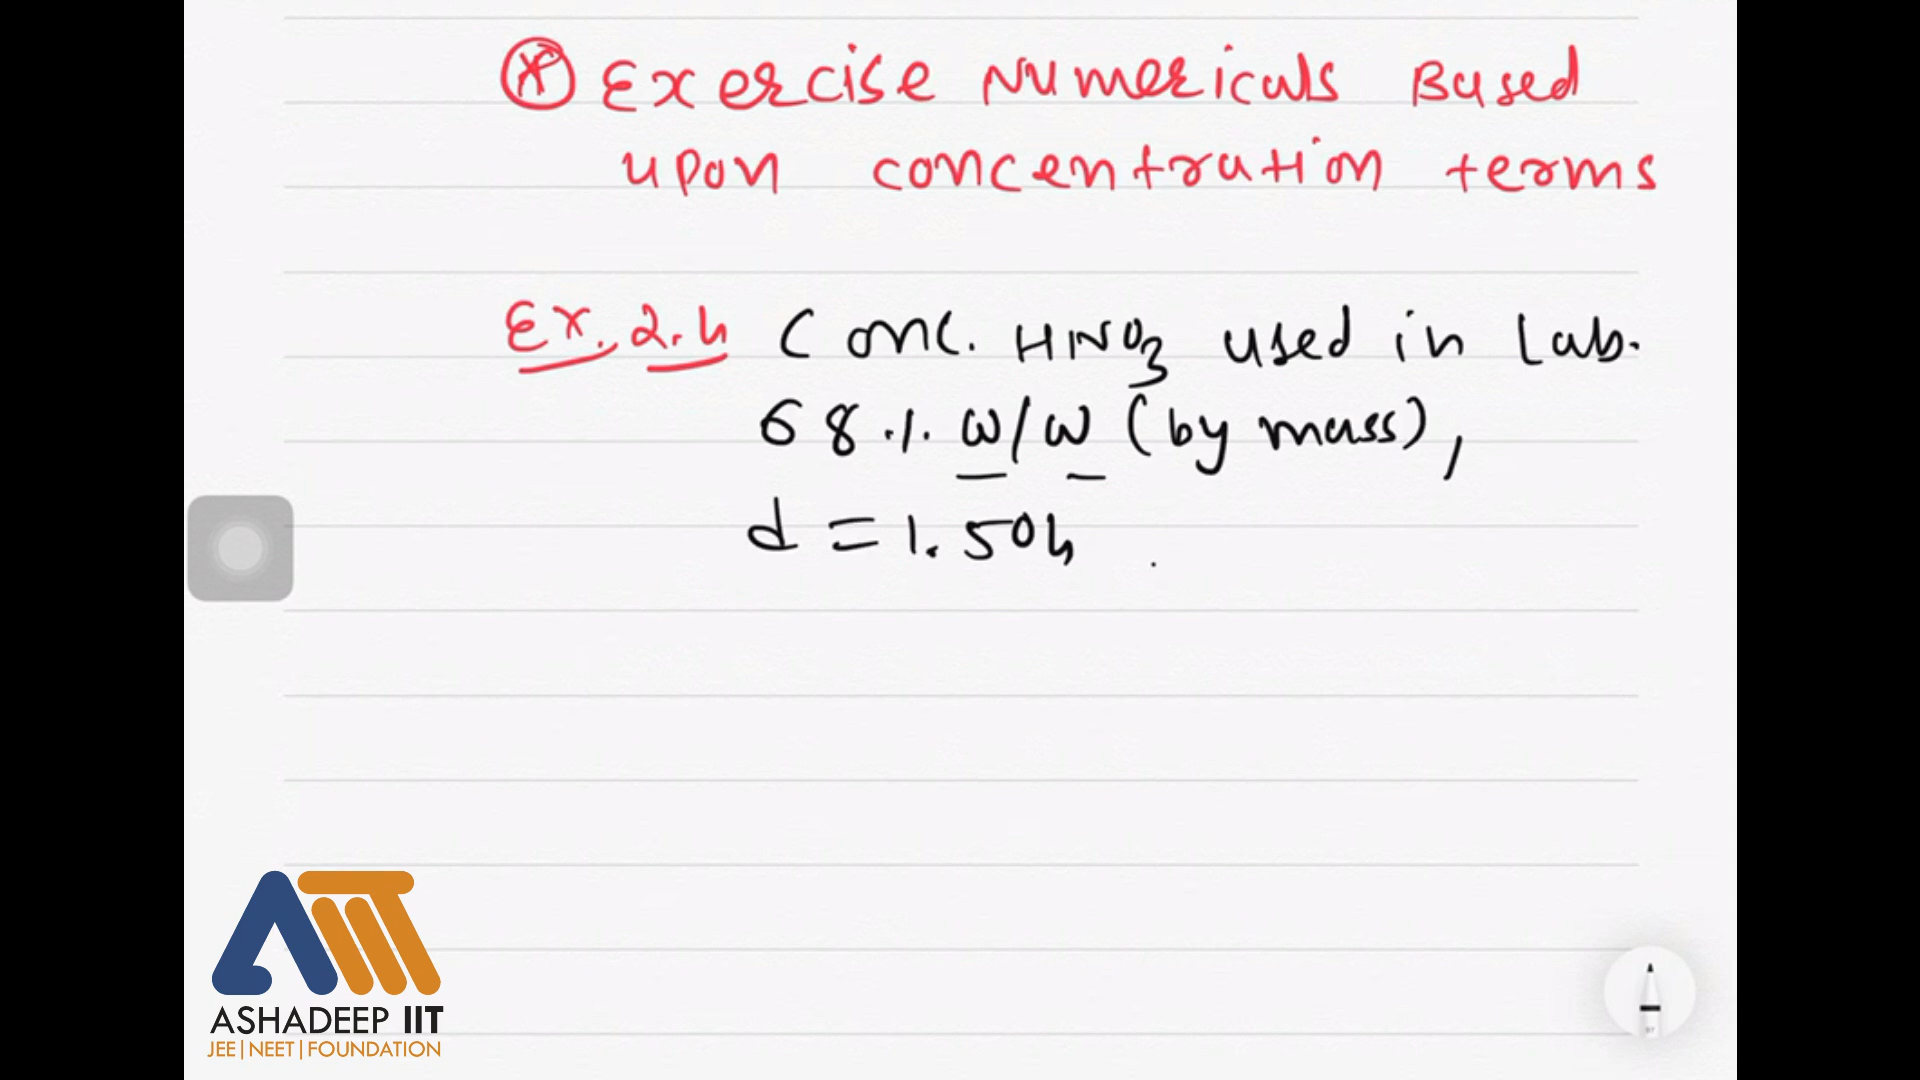 * Exercise Numericals Based
upon concentration terms
Ex. 2.4 Conc. HNO3 used in Lab.
68 % w/w (by mass),
d = 1.504
ASHADEEP IIT
JEE | NEET | FOUNDATION